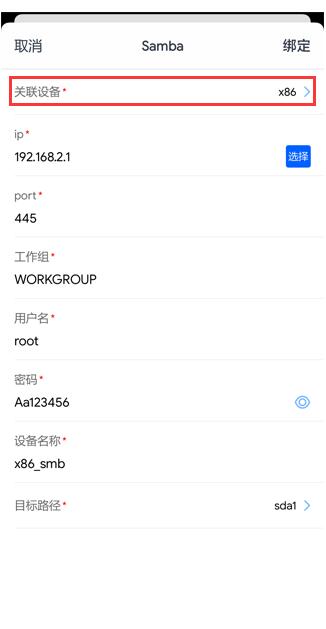 取消 Samba 绑定
关联设备* x86
ip*
192.168.2.1 选择
port*
445
工作组*
WORKGROUP
用户名*
root
密码*
Aa123456
设备名称*
x86_smb
目标路径* sda1